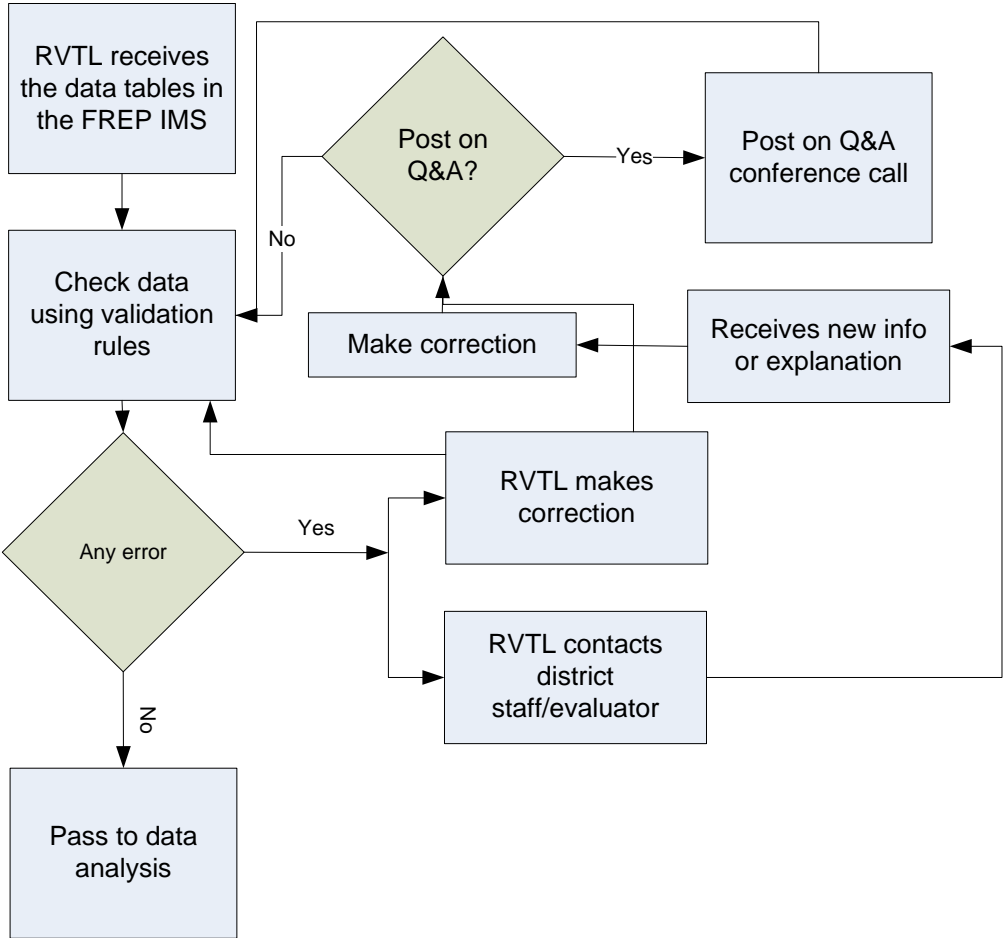 RVTL receives
the data tables in
the FREP IMS
Post on
Q&A?
Yes
Post on Q&A
conference call
No
Check data
using validation
rules
Make correction
Receives new info
or explanation
RVTL makes
correction
Any error
Yes
RVTL contacts
district
staff/evaluator
No
Pass to data
analysis